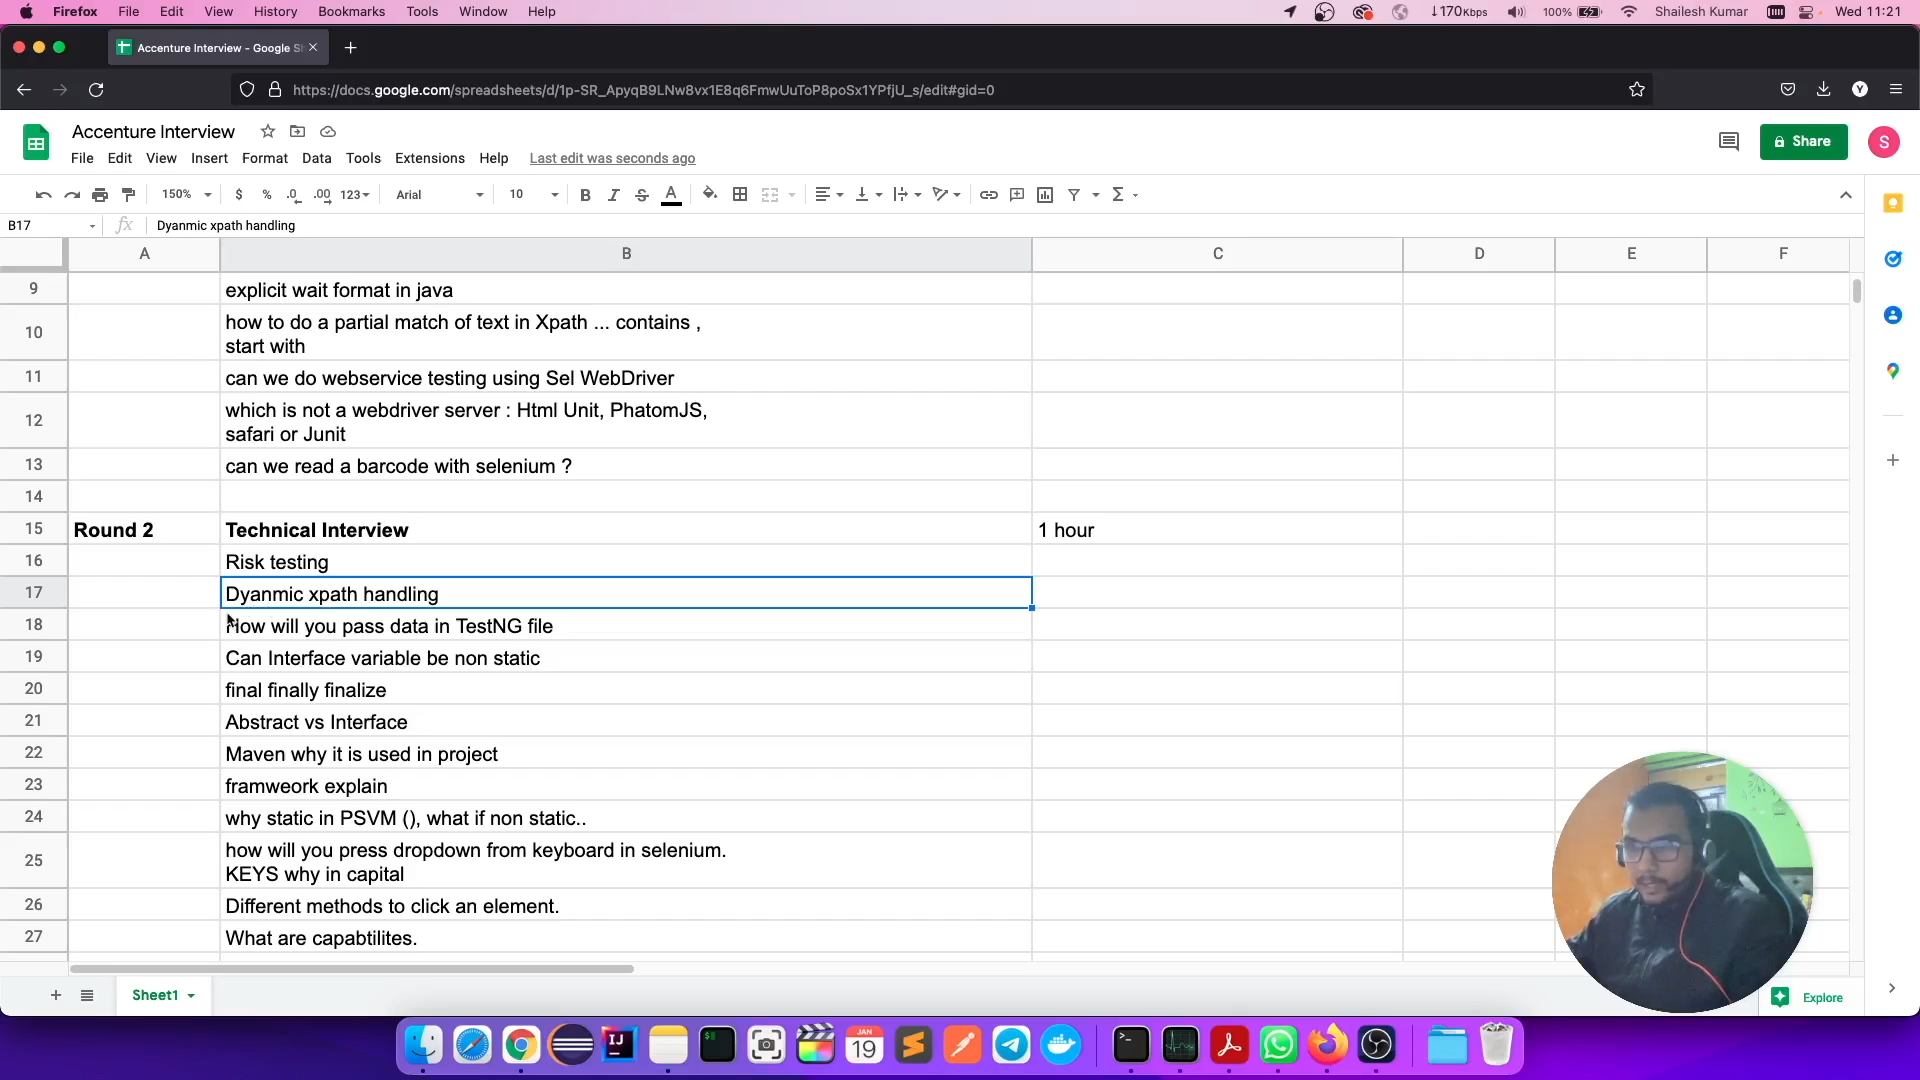 Firefox File Edit View History Bookmarks Tools Window Help ↓170Kbps 100% Shailesh Kumar Wed 11:21
Accenture Interview - Google S
https://docs.google.com/spreadsheets/d/1p-SR_ApyqB9LNw8vx1E8q6FmwUuToP8poSx1YPfjU_s/edit#gid=0
Y
Accenture Interview
Share
S
File Edit View Insert Format Data Tools Extensions Help Last edit was seconds ago
150% $ % .0 .00 123 Arial 10 B I S A Σ
B17 fx Dyanmic xpath handling
A B C D E F
9 explicit wait format in java
10 how to do a partial match of text in Xpath ... contains ,
start with
11 can we do webservice testing using Sel WebDriver
12 which is not a webdriver server : Html Unit, PhatomJS,
safari or Junit
13 can we read a barcode with selenium ?
14
15 Round 2 Technical Interview 1 hour
16 Risk testing
17 Dyanmic xpath handling
18 How will you pass data in TestNG file
19 Can Interface variable be non static
20 final finally finalize
21 Abstract vs Interface
22 Maven why it is used in project
23 framweork explain
24 why static in PSVM (), what if non static..
25 how will you press dropdown from keyboard in selenium.
KEYS why in capital
26 Different methods to click an element.
27 What are capabtilites.
Sheet1
Explore
IJ
JAN
19